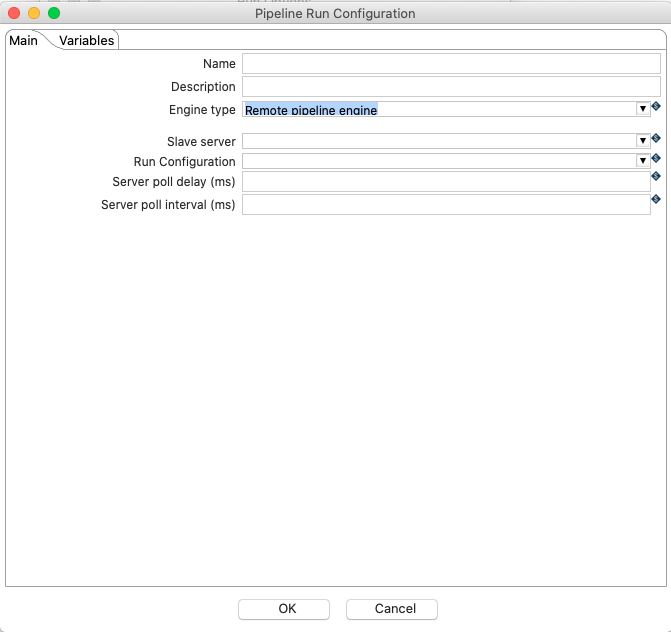 Pipeline Run Configuration
Main Variables
Name
Description
Engine type Remote pipeline engine
Slave server
Run Configuration
Server poll delay (ms)
Server poll interval (ms)
OK Cancel